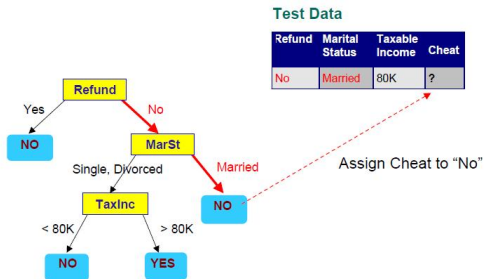 Test Data
Refund Marital Status Taxable Income Cheat
No Married 80K ?
Refund
Yes No
NO MarSt
Single, Divorced Married
TaxInc NO
Assign Cheat to “No”
< 80K > 80K
NO YES